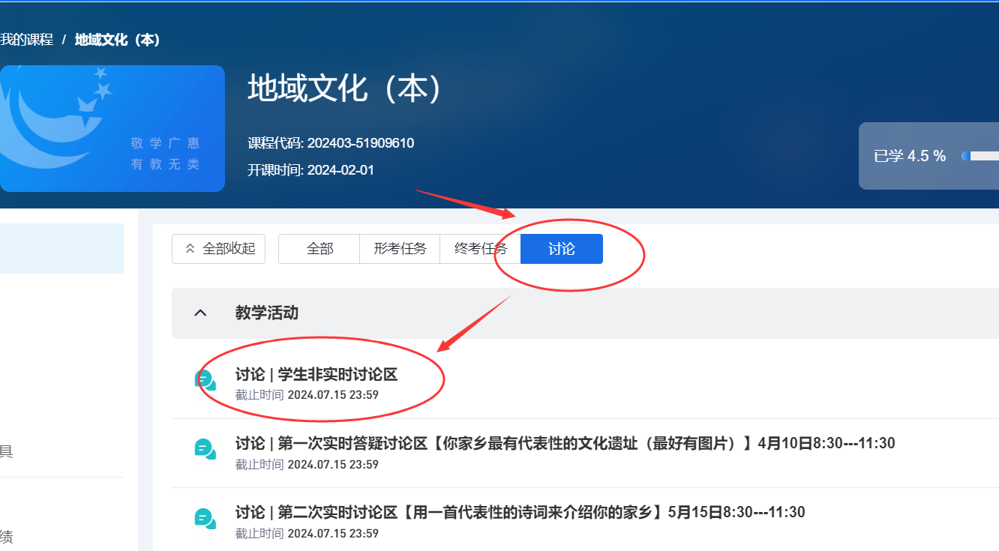 我的课程 / 地域文化（本）
敬学广惠
有教无类
地域文化（本）
课程代码: 202403-51909610
开课时间: 2024-02-01
已学 4.5 %
全部收起
全部
形考任务
终考任务
讨论
教学活动
讨论 | 学生非实时讨论区
截止时间 2024.07.15 23:59
讨论 | 第一次实时答疑讨论区【你家乡最有代表性的文化遗址（最好有图片）】4月10日8:30---11:30
截止时间 2024.07.15 23:59
具
讨论 | 第二次实时讨论区【用一首代表性的诗词来介绍你的家乡】5月15日8:30---11:30
截止时间 2024.07.15 23:59
绩